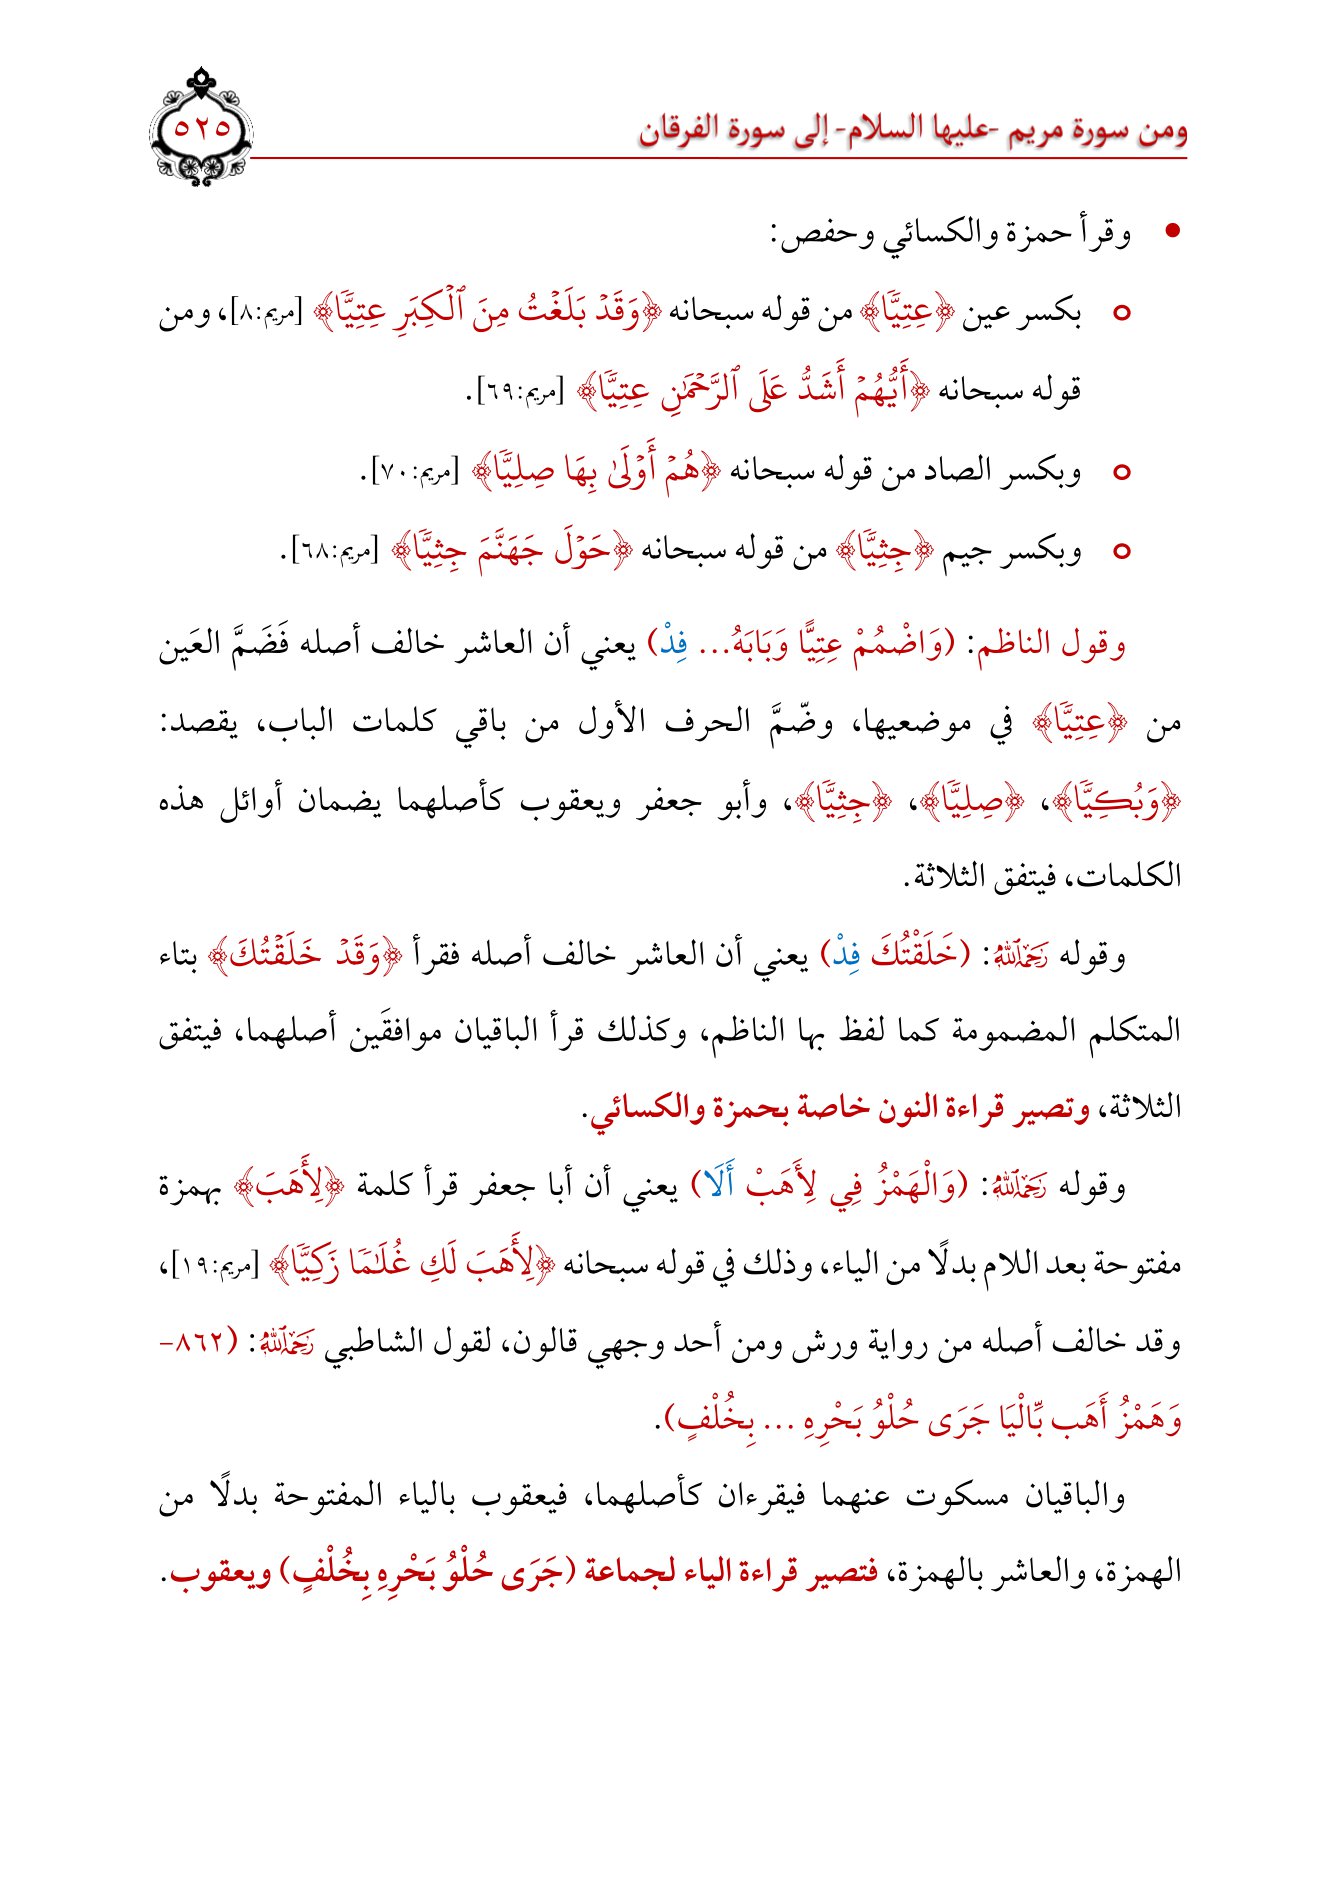 ومن سورة مريم -عليها السلام- إلى سورة الفرقان
٥٢٥
• وقرأ حمزة والكسائي وحفص:
o بكسر عين ﴿عِتِيّٗا﴾ من قوله سبحانه ﴿وَقَدۡ بَلَغۡتُ مِنَ ٱلۡكِبَرِ عِتِيّٗا﴾ [مريم:٨]، ومن
قوله سبحانه ﴿أَيُّهُمۡ أَشَدُّ عَلَى ٱلرَّحۡمَٰنِ عِتِيّٗا﴾ [مريم:٦٩].
o وبكسر الصاد من قوله سبحانه ﴿هُمۡ أَوۡلَىٰ بِهَا صِلِيّٗا﴾ [مريم:٧٠].
o وبكسر جيم ﴿جِثِيّٗا﴾ من قوله سبحانه ﴿حَوۡلَ جَهَنَّمَ جِثِيّٗا﴾ [مريم:٦٨].
وقول الناظم: (وَاضْمُمْ عِتِيًّا وَبَابَهُ... فِدْ) يعني أن العاشر خالف أصله فَضَمَّ العَين
من ﴿عِتِيّٗا﴾ في موضعيها، وضّمَّ الحرف الأول من باقي كلمات الباب، يقصد:
﴿وَبُكِيّٗا﴾، ﴿صِلِيّٗا﴾، ﴿جِثِيّٗا﴾، وأبو جعفر ويعقوب كأصلهما يضمان أوائل هذه
الكلمات، فيتفق الثلاثة.
وقوله رَحِمَهُ ٱللَّهُ: (خَلَقْتُكَ فِدْ) يعني أن العاشر خالف أصله فقرأ ﴿وَقَدۡ خَلَقۡتُكَ﴾ بتاء
المتكلم المضمومة كما لفظ بها الناظم، وكذلك قرأ الباقيان موافقَين أصلهما، فيتفق
الثلاثة، وتصير قراءة النون خاصة بحمزة والكسائي.
وقوله رَحِمَهُ ٱللَّهُ: (وَالْهَمْزُ فِي لِأَهَبْ أَلَا) يعني أن أبا جعفر قرأ كلمة ﴿لِأَهَبَ﴾ بهمزة
مفتوحة بعد اللام بدلًا من الياء، وذلك في قوله سبحانه ﴿لِأَهَبَ لَكِ غُلَٰمٗا زَكِيّٗا﴾ [مريم:١٩]،
وقد خالف أصله من رواية ورش ومن أحد وجهي قالون، لقول الشاطبي رَحِمَهُ ٱللَّهُ: (٨٦٢-
وَهَمْزُ أَهَب بِّالْيَا جَرَى حُلْوُ بَحْرِهِ ... بِخُلْفٍ).
والباقيان مسكوت عنهما فيقرءان كأصلهما، فيعقوب بالياء المفتوحة بدلًا من
الهمزة، والعاشر بالهمزة، فتصير قراءة الياء لجماعة (جَرَى حُلْوُ بَحْرِهِ بِخُلْفٍ) ويعقوب.